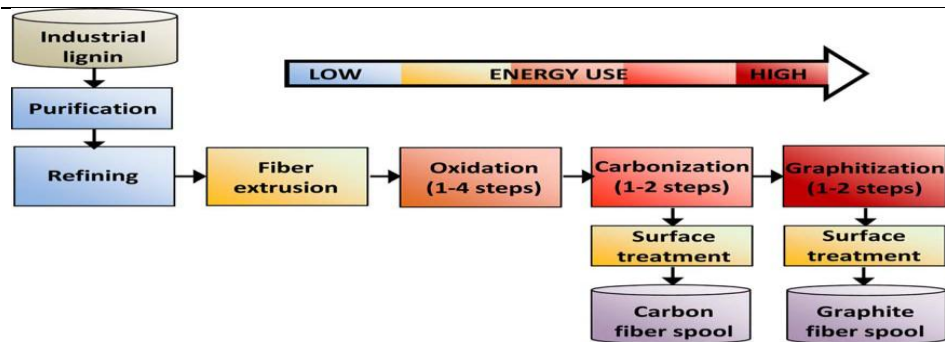 Industrial
lignin
LOW ENERGY USE HIGH
Purification
Refining
Fiber
extrusion
Oxidation
(1-4 steps)
Carbonization
(1-2 steps)
Graphitization
(1-2 steps)
Surface
treatment
Surface
treatment
Carbon
fiber spool
Graphite
fiber spool